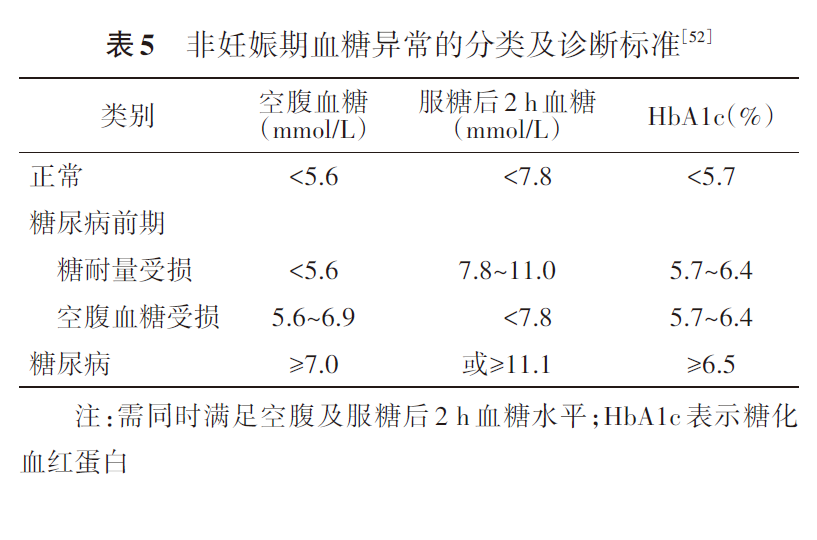 表5 非妊娠期血糖异常的分类及诊断标准[52]
类别 空腹血糖(mmol/L) 服糖后2 h血糖(mmol/L) HbA1c(%)
正常 <5.6 <7.8 <5.7
糖尿病前期
糖耐量受损 <5.6 7.8~11.0 5.7~6.4
空腹血糖受损 5.6~6.9 <7.8 5.7~6.4
糖尿病 ≥7.0 或≥11.1 ≥6.5
注:需同时满足空腹及服糖后2 h血糖水平;HbA1c表示糖化
血红蛋白